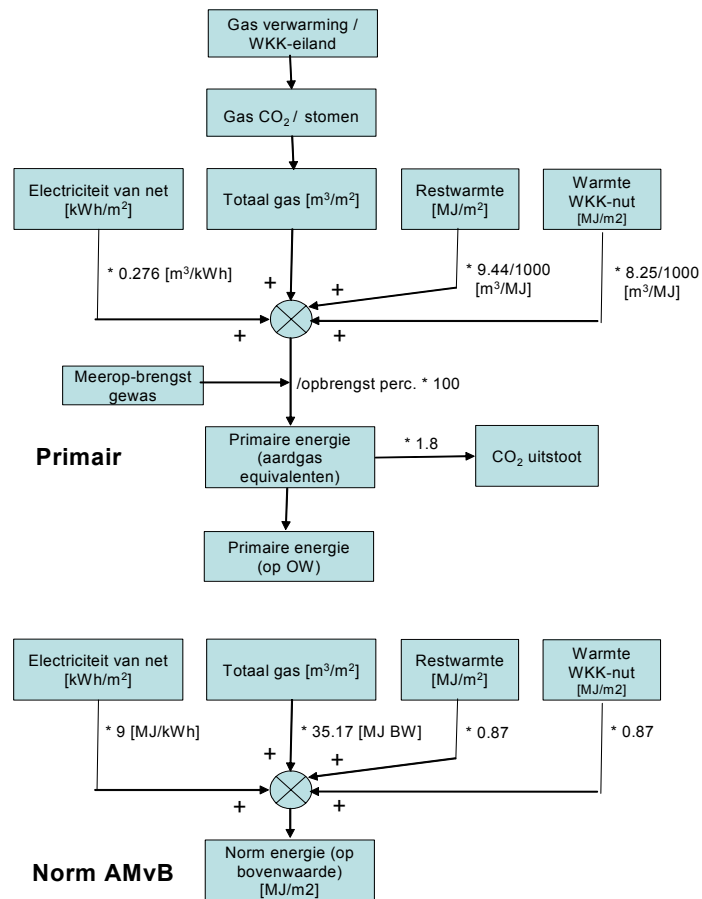 Gas verwarming /
WKK-eiland
Gas CO₂ / stomen
Electriciteit van net
[kWh/m²]
Totaal gas [m³/m²]
Restwarmte
[MJ/m²]
Warmte
WKK-nut
[MJ/m2]
* 0.276 [m³/kWh]
+
+
* 9.44/1000
[m³/MJ]
* 8.25/1000
[m³/MJ]
+
+
Meerop-brengst
gewas
/opbrengst perc. * 100
Primair
Primaire energie
(aardgas
equivalenten)
* 1.8
CO₂ uitstoot
Primaire energie
(op OW)
Electriciteit van net
[kWh/m²]
Totaal gas [m³/m²]
Restwarmte
[MJ/m²]
Warmte
WKK-nut
[MJ/m2]
* 9 [MJ/kWh]
* 35.17 [MJ BW]
* 0.87
* 0.87
+
+
+
+
Norm AMvB
Norm energie (op
bovenwaarde)
[MJ/m2]